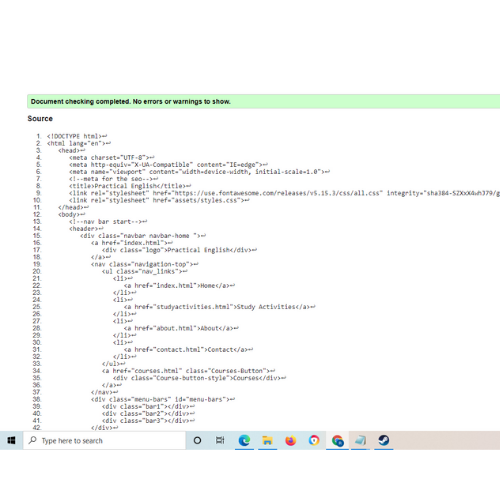 Document checking completed. No errors or warnings to show.
Source
1. <!DOCTYPE html>↩
2. <html lang="en">↩
3. <head>↩
4. <meta charset="UTF-8">↩
5. <meta http-equiv="X-UA-Compatible" content="IE=edge">↩
6. <meta name="viewport" content="width=device-width, initial-scale=1.0">↩
7. <!--meta for the seo-->↩
8. <title>Practical English</title>↩
9. <link rel="stylesheet" href="https://use.fontawesome.com/releases/v5.15.3/css/all.css" integrity="sha384-SZXxX4wh379/g
10. <link rel="stylesheet" href="assets/styles.css">↩
11. </head>↩
12. <body>↩
13. <!--nav bar start-->↩
14. <header>↩
15. <div class="navbar navbar-home ">↩
16. <a href="index.html">↩
17. <div class="logo">Practical English</div>↩
18. </a>↩
19. <nav class="navigation-top">↩
20. <ul class="nav_links">↩
21. <li>↩
22. <a href="index.html">Home</a>↩
23. </li>↩
24. <li>↩
25. <a href="studyactivities.html">Study Activities</a>↩
26. </li>↩
27. <li>↩
28. <a href="about.html">About</a>↩
29. </li>↩
30. <li>↩
31. <a href="contact.html">Contact</a>↩
32. </li>↩
33. </ul>↩
34. <a href="courses.html" class="Courses-Button">↩
35. <div class="Course-button-style">Courses</div>↩
36. </a>↩
37. </nav>↩
38. <div class="menu-bars" id="menu-bars">↩
39. <div class="bar1"></div>↩
40. <div class="bar2"></div>↩
41. <div class="bar3"></div>↩
42. </div>↩
Type here to search